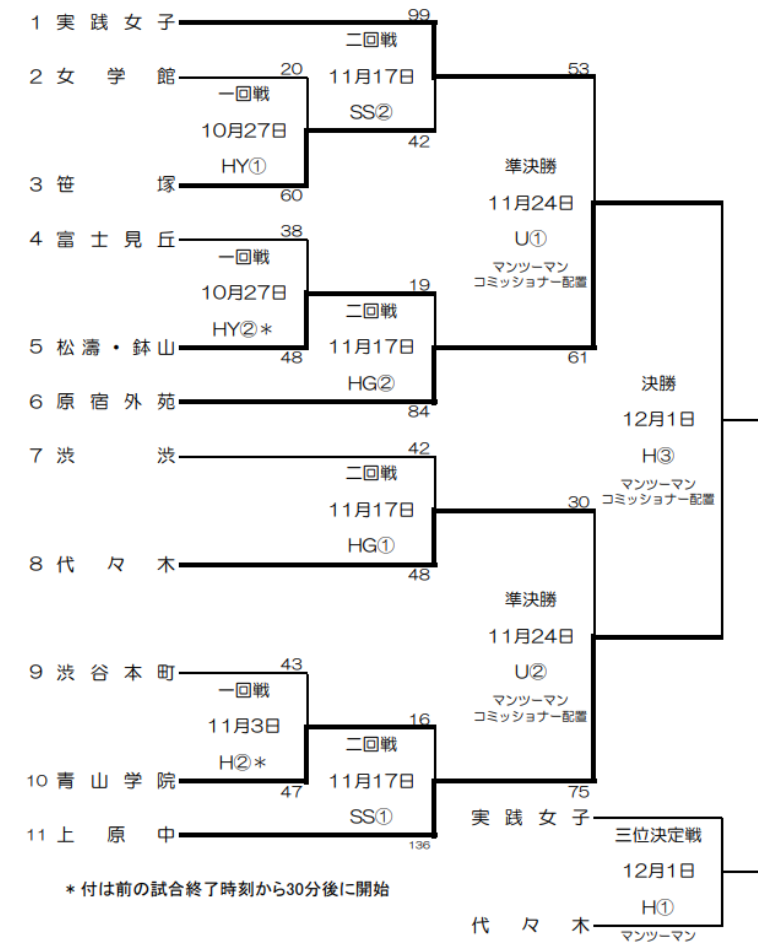 1 実践女子
99
二回戦
11月17日
SS②
42
2 女学館
20
一回戦
10月27日
HY①
3 笹塚
60
53
準決勝
11月24日
U①
マンツーマン
コミッショナー配置
61
4 富士見丘
38
一回戦
10月27日
HY②*
5 松濤・鉢山
48
19
二回戦
11月17日
HG②
6 原宿外苑
84
決勝
12月1日
H③
マンツーマン
コミッショナー配置
7 渋渋
42
二回戦
11月17日
HG①
8 代々木
48
30
準決勝
11月24日
U②
マンツーマン
コミッショナー配置
75
9 渋谷本町
43
一回戦
11月3日
H②*
10 青山学院
47
16
二回戦
11月17日
SS①
11 上原中
136
実践女子
三位決定戦
12月1日
H①
代々木
マンツーマン
* 付は前の試合終了時刻から30分後に開始